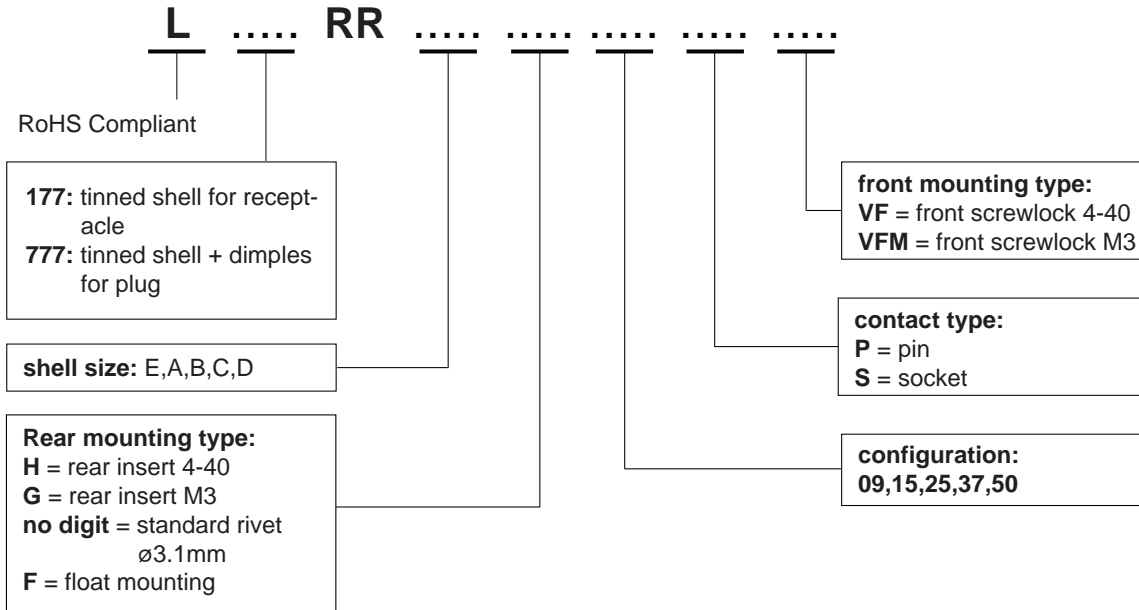 L ..... RR ..... ..... ..... ..... .....
RoHS Compliant
177: tinned shell for recept-
acle
777: tinned shell + dimples
for plug
shell size: E,A,B,C,D
Rear mounting type:
H = rear insert 4-40
G = rear insert M3
no digit = standard rivet
ø3.1mm
F = float mounting
front mounting type:
VF = front screwlock 4-40
VFM = front screwlock M3
contact type:
P = pin
S = socket
configuration:
09,15,25,37,50